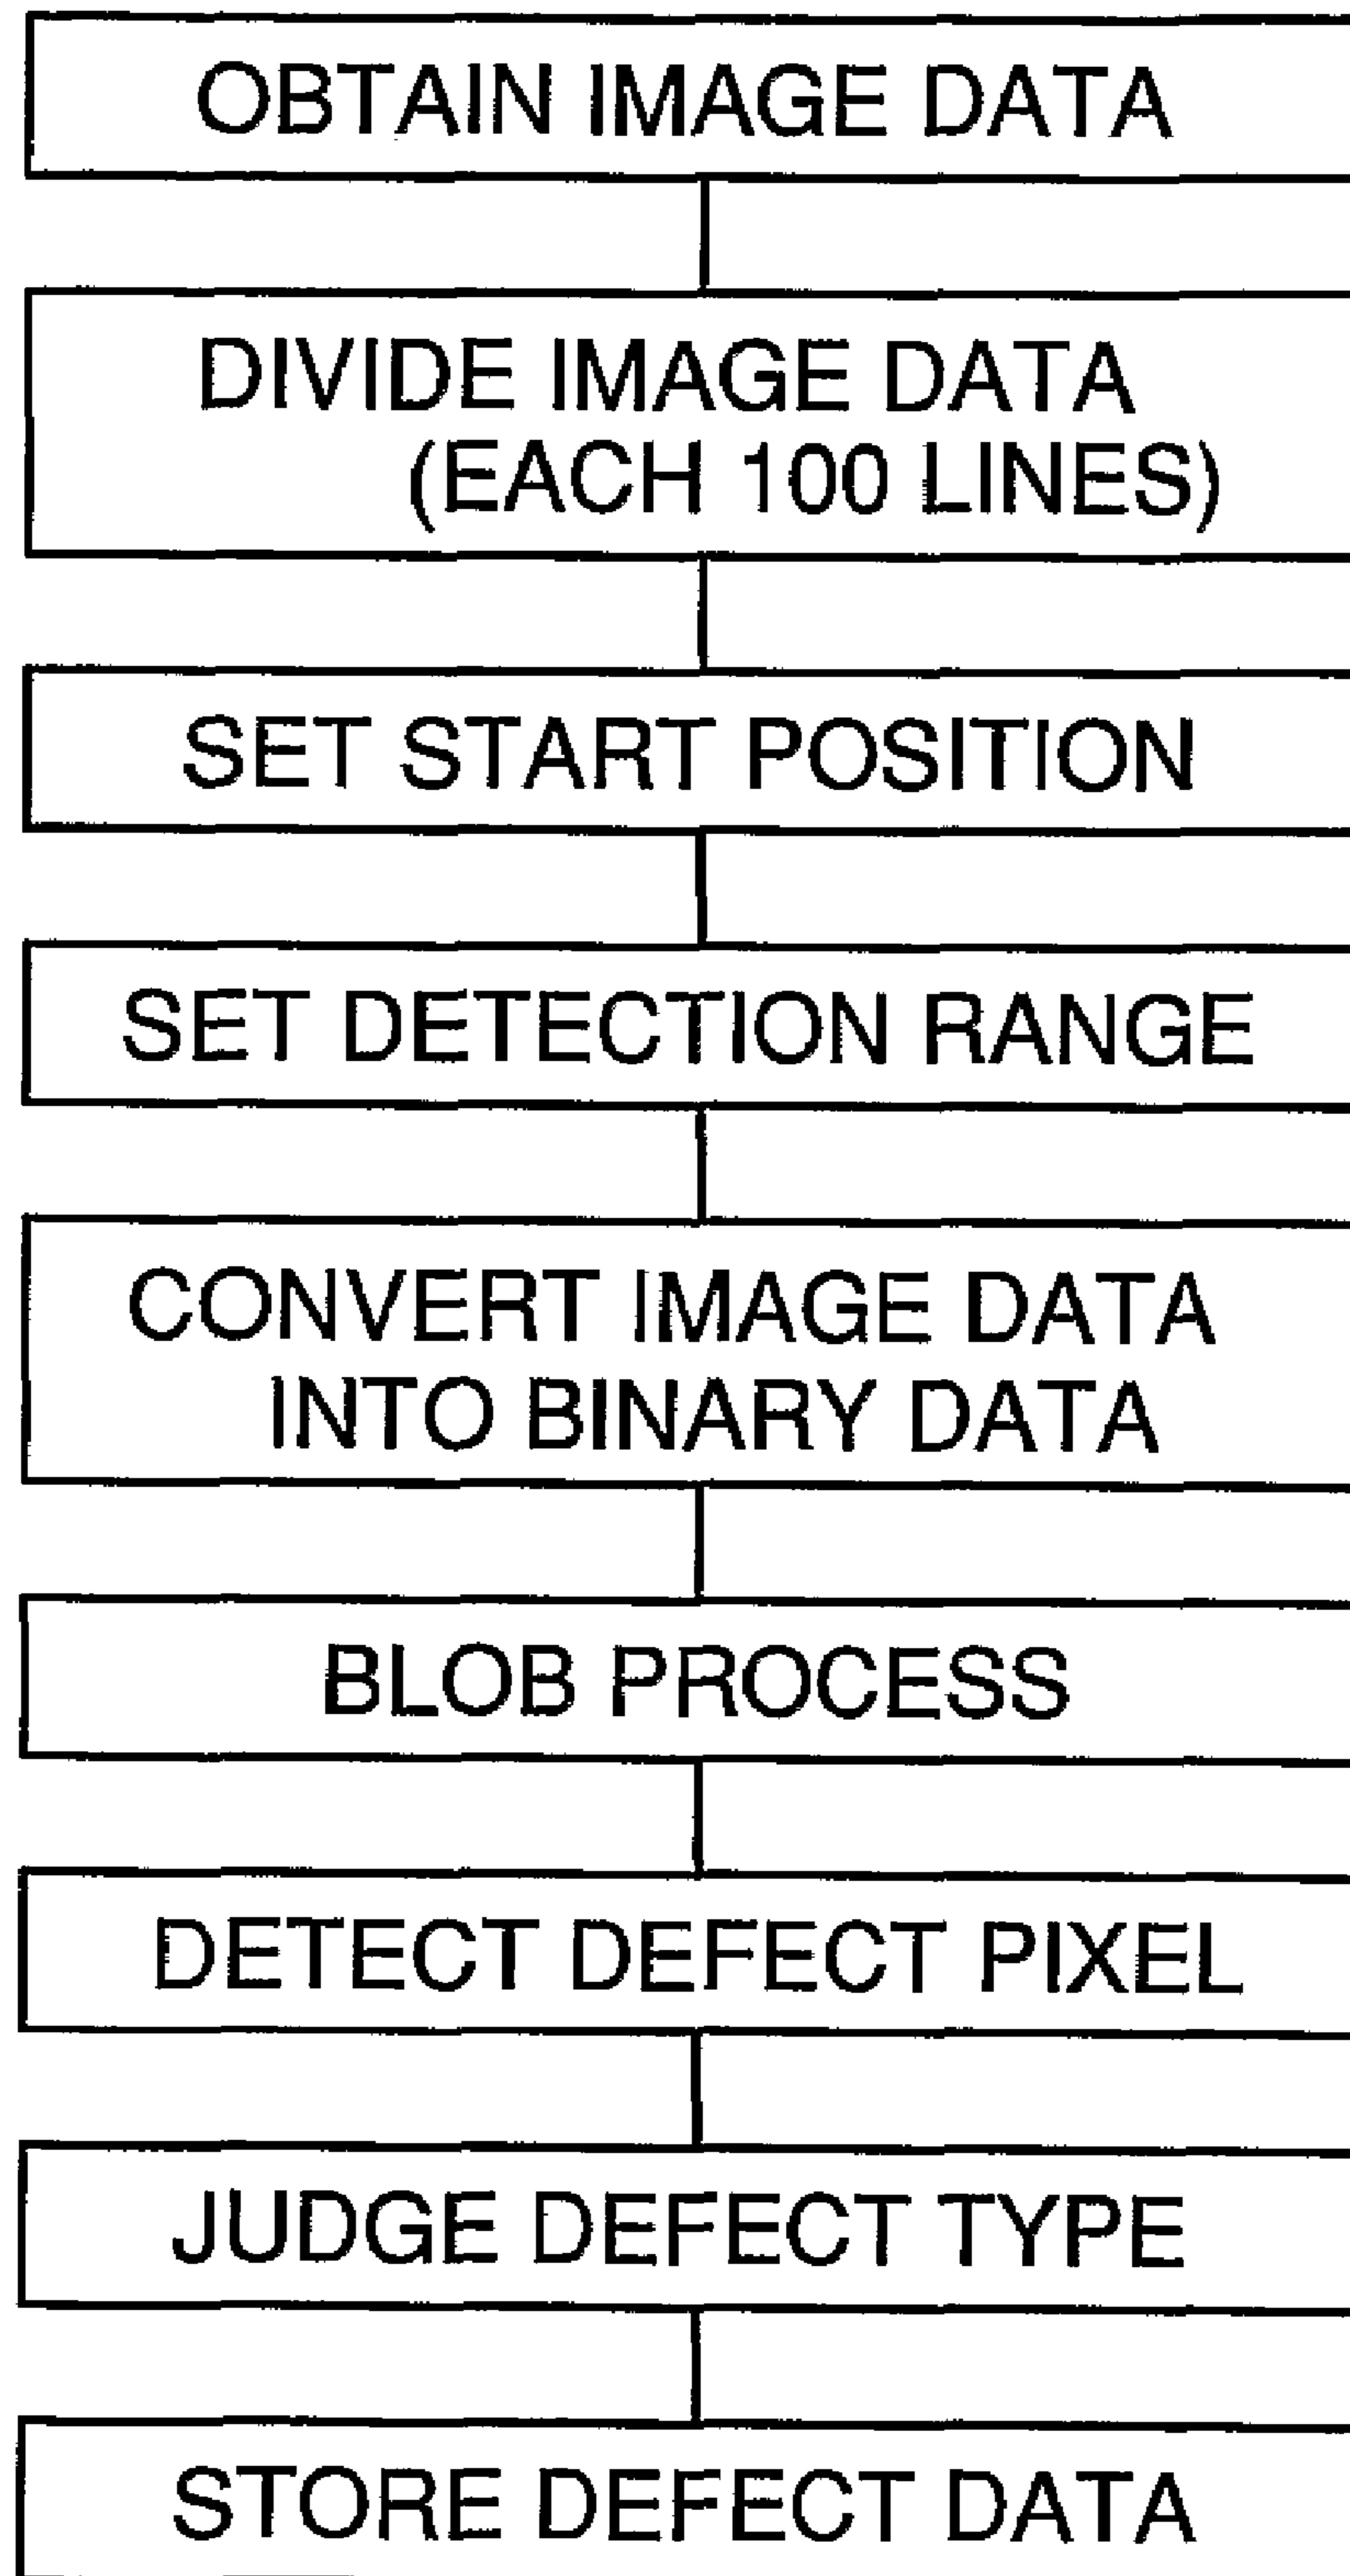 OBTAIN IMAGE DATA
DIVIDE IMAGE DATA
(EACH 100 LINES)
SET START POSITION
SET DETECTION RANGE
CONVERT IMAGE DATA
INTO BINARY DATA
BLOB PROCESS
DETECT DEFECT PIXEL
JUDGE DEFECT TYPE
STORE DEFECT DATA